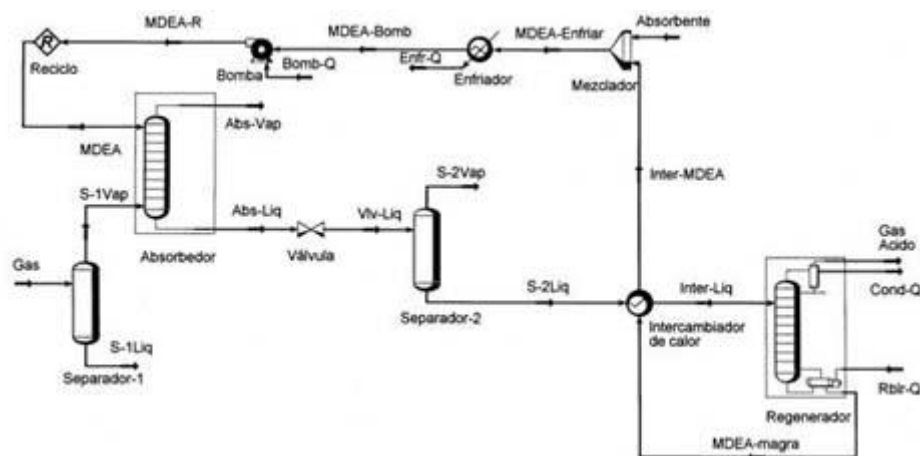 MDEA-R
MDEA-Bomb
MDEA-Enfriar
Absorbente
R
Reciclo
Bomba
Bomb-Q
Enfr-Q
Enfriador
Mezclador
MDEA
Abs-Vap
S-1Vap
S-2Vap
Inter-MDEA
Abs-Liq
Vlv-Liq
Gas
Absorbedor
Válvula
Gas
Acido
Cond-Q
S-2Liq
Inter-Liq
Separador-2
Intercambiador
de calor
S-1Liq
Separador-1
Rblr-Q
Regenerador
MDEA-magra